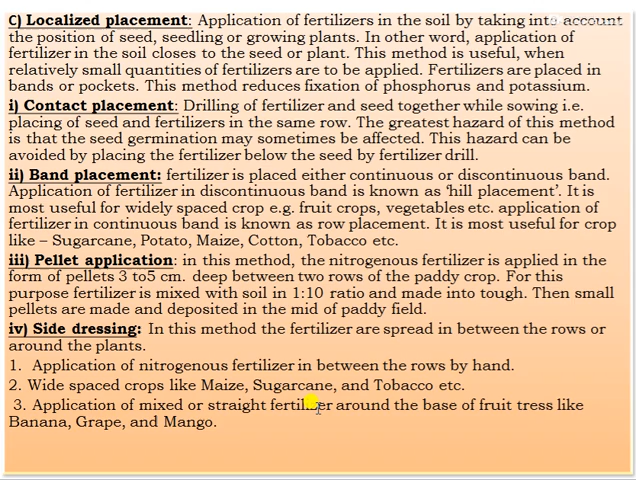 C) Localized placement: Application of fertilizers in the soil by taking into account
the position of seed, seedling or growing plants. In other word, application of
fertilizer in the soil closes to the seed or plant. This method is useful, when
relatively small quantities of fertilizers are to be applied. Fertilizers are placed in
bands or pockets. This method reduces fixation of phosphorus and potassium.
i) Contact placement: Drilling of fertilizer and seed together while sowing i.e.
placing of seed and fertilizers in the same row. The greatest hazard of this method
is that the seed germination may sometimes be affected. This hazard can be
avoided by placing the fertilizer below the seed by fertilizer drill.
ii) Band placement: fertilizer is placed either continuous or discontinuous band.
Application of fertilizer in discontinuous band is known as ‘hill placement’. It is
most useful for widely spaced crop e.g. fruit crops, vegetables etc. application of
fertilizer in continuous band is known as row placement. It is most useful for crop
like – Sugarcane, Potato, Maize, Cotton, Tobacco etc.
iii) Pellet application: in this method, the nitrogenous fertilizer is applied in the
form of pellets 3 to5 cm. deep between two rows of the paddy crop. For this
purpose fertilizer is mixed with soil in 1:10 ratio and made into tough. Then small
pellets are made and deposited in the mid of paddy field.
iv) Side dressing: In this method the fertilizer are spread in between the rows or
around the plants.
1. Application of nitrogenous fertilizer in between the rows by hand.
2. Wide spaced crops like Maize, Sugarcane, and Tobacco etc.
3. Application of mixed or straight fertilizer around the base of fruit tress like
Banana, Grape, and Mango.